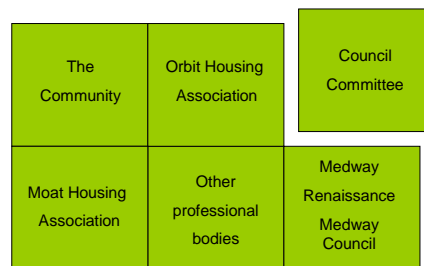 The
Community
Orbit Housing
Association
Council
Committee
Moat Housing
Association
Other
professional
bodies
Medway
Renaissance
Medway
Council